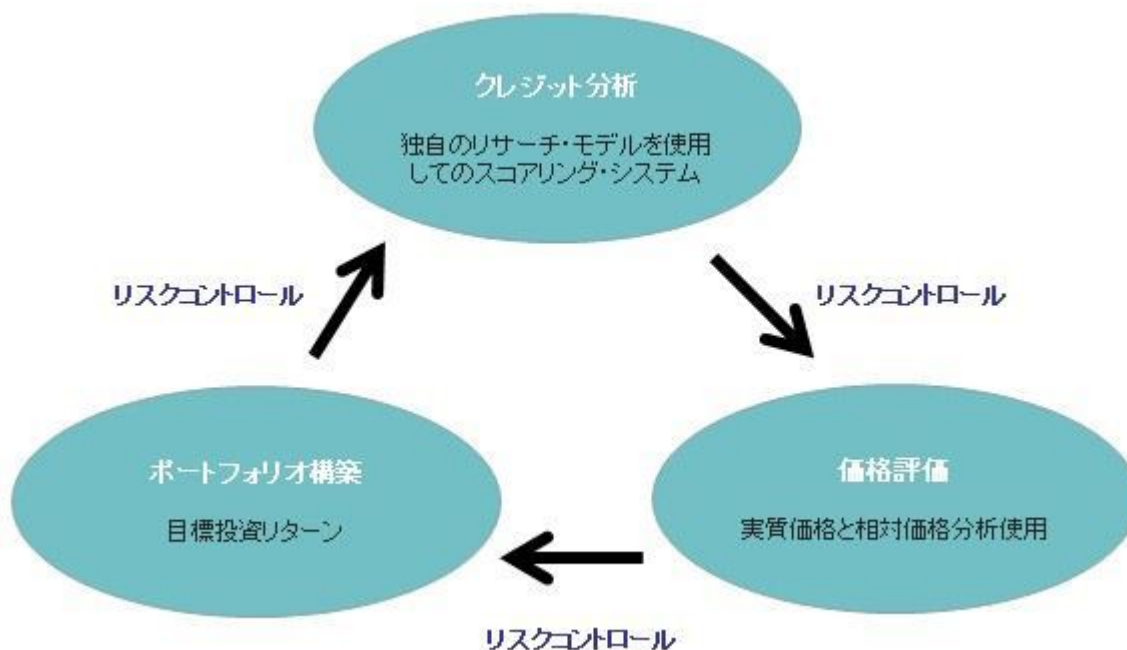 クレジット分析
独自のリサーチ・モデルを使用
してのスコアリング・システム
リスクコントロール
リスクコントロール
ポートフォリオ構築
目標投資リターン
価格評価
実質価格と相対価格分析使用
リスクコントロール